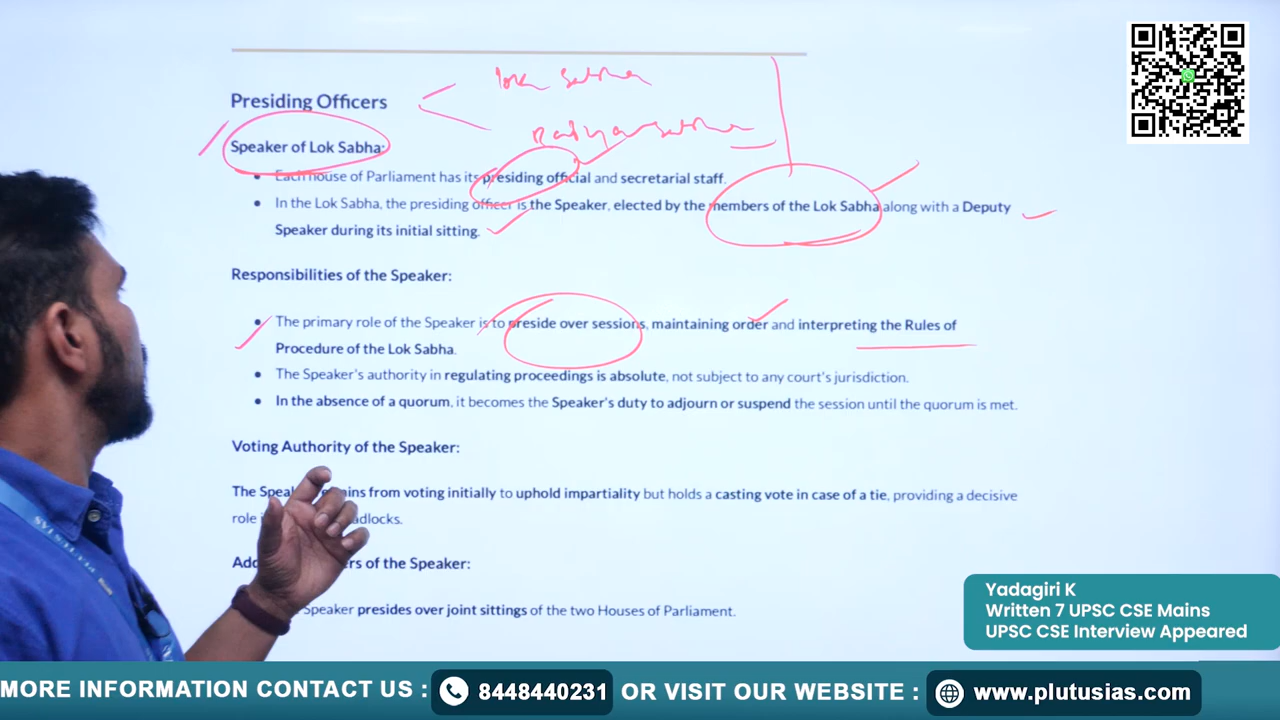 lok Sabha
Presiding Officers
Rajya Sabha
Speaker of Lok Sabha:
Each house of Parliament has its presiding official and secretarial staff.
In the Lok Sabha, the presiding officer is the Speaker, elected by the members of the Lok Sabha along with a Deputy
Speaker during its initial sitting.
Responsibilities of the Speaker:
The primary role of the Speaker is to preside over sessions, maintaining order and interpreting the Rules of
Procedure of the Lok Sabha.
The Speaker's authority in regulating proceedings is absolute, not subject to any court's jurisdiction.
In the absence of a quorum, it becomes the Speaker's duty to adjourn or suspend the session until the quorum is met.
Voting Authority of the Speaker:
The from voting initially to uphold impartiality but holds a casting vote in case of a tie, providing a decisive
role
of the Speaker:
Speaker presides over joint sittings of the two Houses of Parliament.
PLUTUS IAS
Yadagiri K
Written 7 UPSC CSE Mains
UPSC CSE Interview Appeared
MORE INFORMATION CONTACT US : 8448440231 OR VISIT OUR WEBSITE : www.plutusias.com